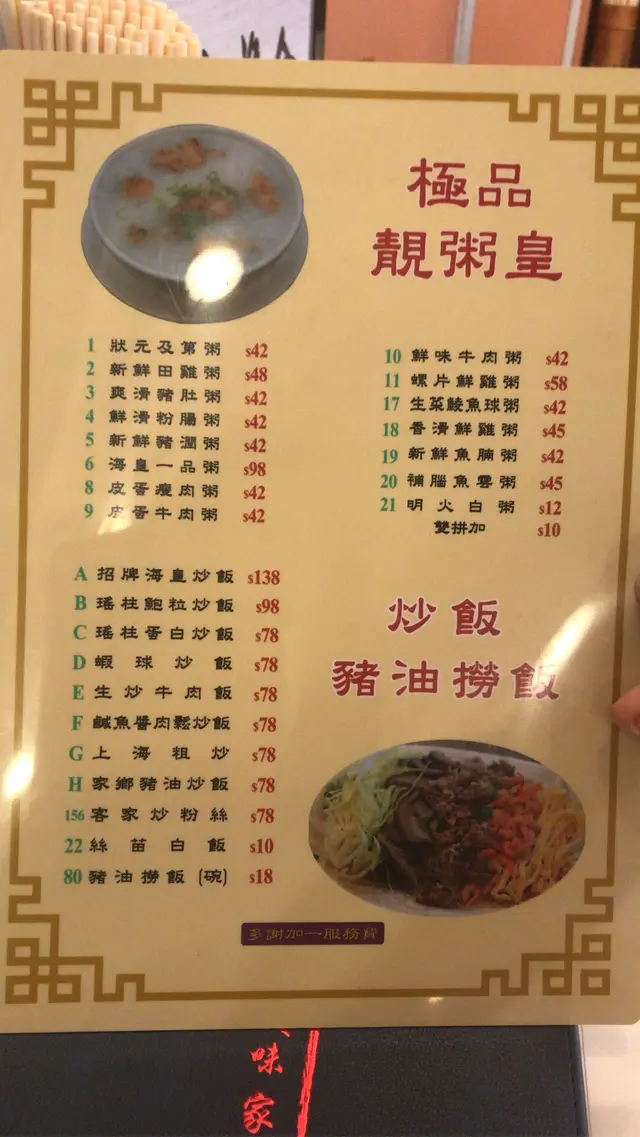 極品
靚粥皇
1 狀元及第粥 $42
2 新鮮田雞粥 $48
3 爽滑豬肚粥 $42
4 鮮滑粉腸粥 $42
5 新鮮豬潤粥 $42
6 海皇一品粥 $98
8 皮蛋瘦肉粥 $42
9 皮蛋牛肉粥 $42
10 鮮味牛肉粥 $42
11 螺片鮮雞粥 $58
17 生菜鯪魚球粥 $42
18 香滑鮮雞粥 $45
19 新鮮魚腩粥 $42
20 補腦魚雲粥 $45
21 明火白粥 $12
雙拼加 $10
炒飯
豬油撈飯
A 招牌海皇炒飯 $138
B 瑤柱鮑粒炒飯 $98
C 瑤柱蛋白炒飯 $78
D 蝦球炒飯 $78
E 生炒牛肉飯 $78
F 鹹魚醬肉鬆炒飯 $78
G 上海粗炒 $78
H 家鄉豬油炒飯 $78
156 客家炒粉絲 $78
22 絲苗白飯 $10
80 豬油撈飯 (碗) $18
多謝加一服務費
味
家